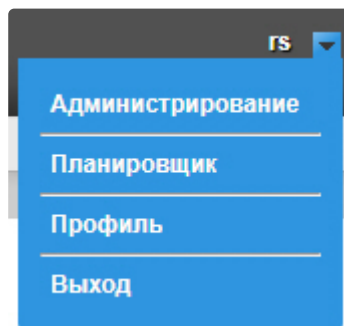 rs
Администрирование
Планировщик
Профиль
Выход